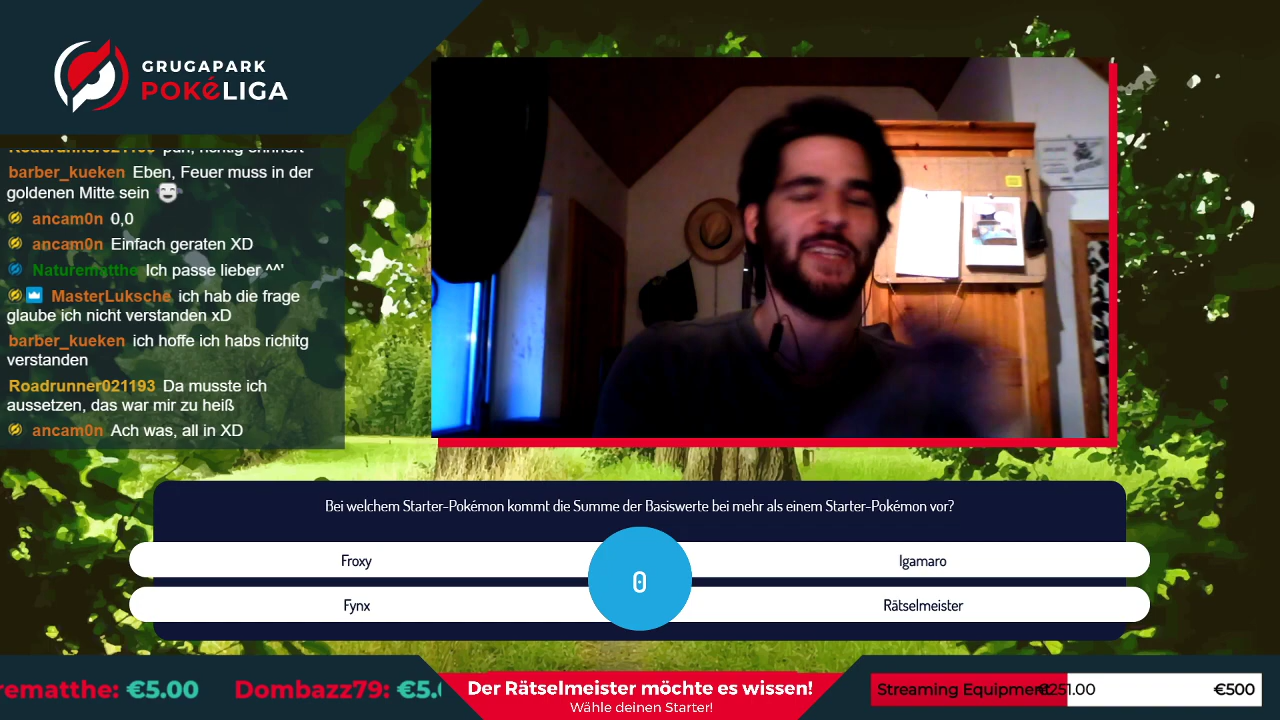 GRUGAPARK
POKéLIGA
barber_kueken Eben, Feuer muss in der
goldenen Mitte sein
ancam0n 0,0
ancam0n Einfach geraten XD
Naturematthe Ich passe lieber ^^'
MasterLuksche ich hab die frage
glaube ich nicht verstanden xD
barber_kueken ich hoffe ich habs richitg
verstanden
Roadrunner021193 Da musste ich
aussetzen, das war mir zu heiß
ancam0n Ach was, all in XD
Bei welchem Starter-Pokémon kommt die Summe der Basiswerte bei mehr als einem Starter-Pokémon vor?
Froxy
Igamaro
0
Fynx
Rätselmeister
rematthe: €5.00 Dombazz79: €5.
Der Rätselmeister möchte es wissen!
Wähle deinen Starter!
Streaming Equipment €251.00 €500